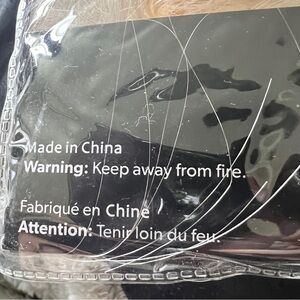 Made in China
Warning: Keep away from fire.
Fabriqué en Chine
Attention: Tenir loin du feu.